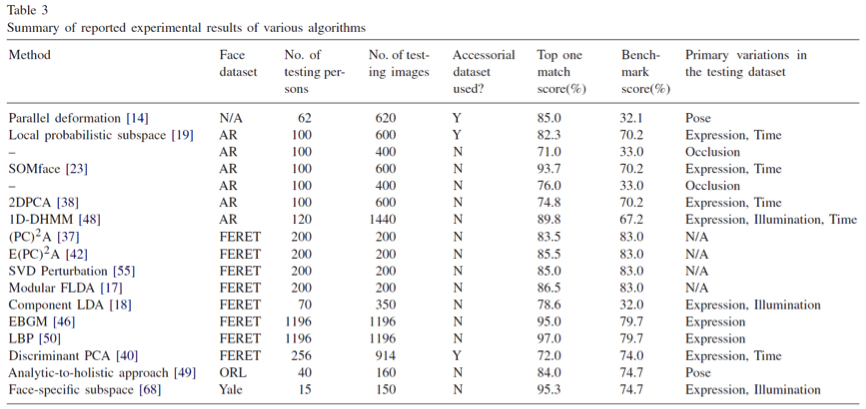 Table 3
Summary of reported experimental results of various algorithms
Method Face dataset No. of testing persons No. of testing images Accessorial dataset used? Top one match score(%) Benchmark score(%) Primary variations in the testing dataset
Parallel deformation [14] N/A 62 620 Y 85.0 32.1 Pose
Local probabilistic subspace [19] AR 100 600 Y 82.3 70.2 Expression, Time
– AR 100 400 N 71.0 33.0 Occlusion
SOMface [23] AR 100 600 N 93.7 70.2 Expression, Time
– AR 100 400 N 76.0 33.0 Occlusion
2DPCA [38] AR 100 600 N 74.8 70.2 Expression, Time
1D-DHMM [48] AR 120 1440 N 89.8 67.2 Expression, Illumination, Time
(PC)²A [37] FERET 200 200 N 83.5 83.0 N/A
E(PC)²A [42] FERET 200 200 N 85.5 83.0 N/A
SVD Perturbation [55] FERET 200 200 N 85.0 83.0 N/A
Modular FLDA [17] FERET 200 200 N 86.5 83.0 N/A
Component LDA [18] FERET 70 350 N 78.6 32.0 Expression, Illumination
EBGM [46] FERET 1196 1196 N 95.0 79.7 Expression
LBP [50] FERET 1196 1196 N 97.0 79.7 Expression
Discriminant PCA [40] FERET 256 914 Y 72.0 74.0 Expression, Time
Analytic-to-holistic approach [49] ORL 40 160 N 84.0 74.7 Pose
Face-specific subspace [68] Yale 15 150 N 95.3 74.7 Expression, Illumination